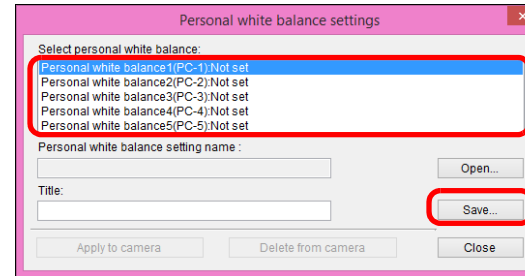 Personal white balance settings
Select personal white balance:
Personal white balance1(PC-1):Not set
Personal white balance2(PC-2):Not set
Personal white balance3(PC-3):Not set
Personal white balance4(PC-4):Not set
Personal white balance5(PC-5):Not set
Personal white balance setting name :
Open...
Title:
Save...
Apply to camera Delete from camera Close